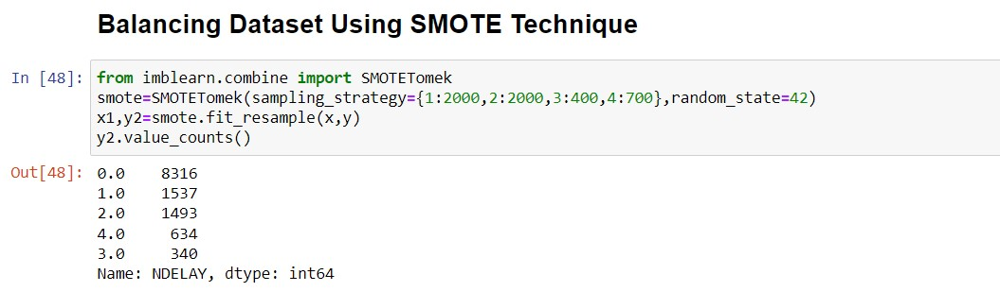 Balancing Dataset Using SMOTE Technique
In [48]: from imblearn.combine import SMOTETomek
smote=SMOTETomek(sampling_strategy={1:2000,2:2000,3:400,4:700},random_state=42)
x1,y2=smote.fit_resample(x,y)
y2.value_counts()
Out[48]: 0.0    8316
1.0    1537
2.0    1493
4.0     634
3.0     340
Name: NDELAY, dtype: int64